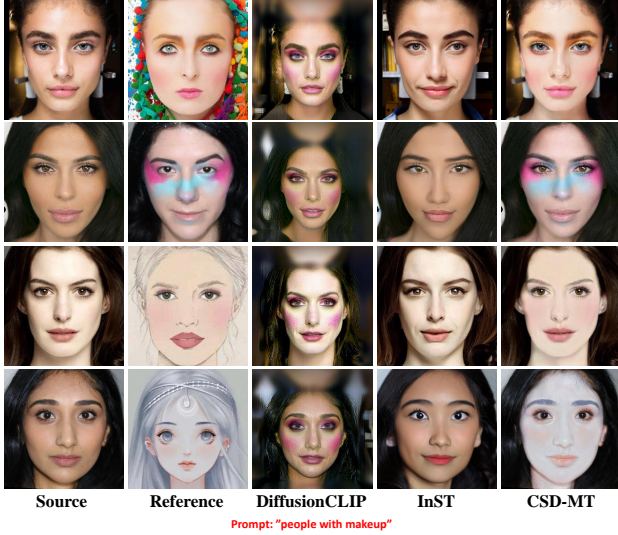 Source Reference DiffusionCLIP InST CSD-MT
Prompt: "people with makeup"